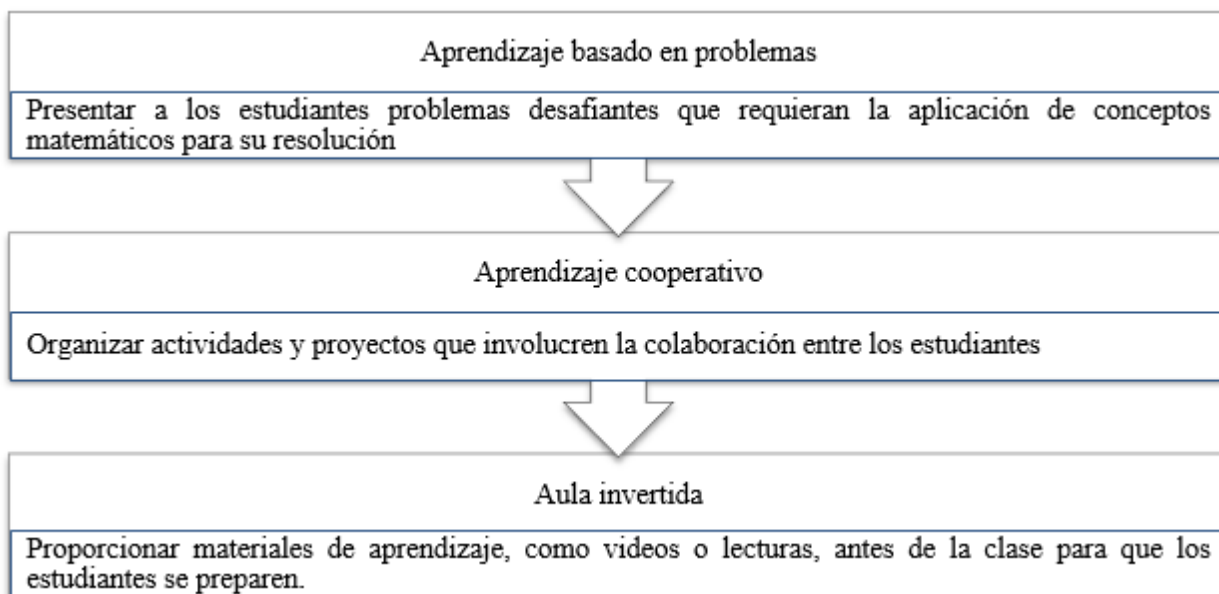 Aprendizaje basado en problemas
Presentar a los estudiantes problemas desafiantes que requieran la aplicación de conceptos
matemáticos para su resolución
Aprendizaje cooperativo
Organizar actividades y proyectos que involucren la colaboración entre los estudiantes
Aula invertida
Proporcionar materiales de aprendizaje, como videos o lecturas, antes de la clase para que los
estudiantes se preparen.